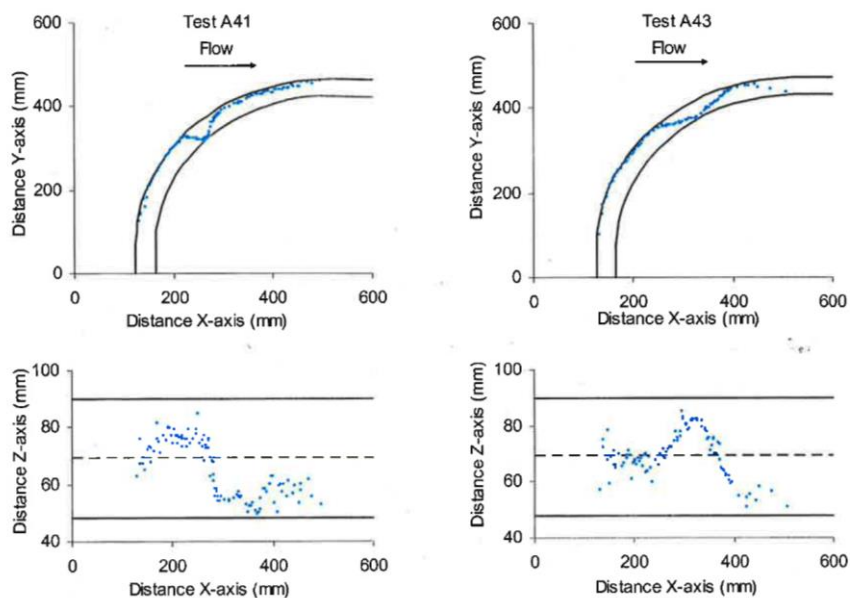 Test A41
Flow
600
400
200
0
Distance Y-axis (mm)
0 200 400 600
Distance X-axis (mm)
Test A43
Flow
600
400
200
0
Distance Y-axis (mm)
0 200 400 600
Distance X-axis (mm)
100
80
60
40
Distance Z-axis (mm)
0 200 400 600
Distance X-axis (mm)
100
80
60
40
Distance Z-axis (mm)
0 200 400 600
Distance X-axis (mm)